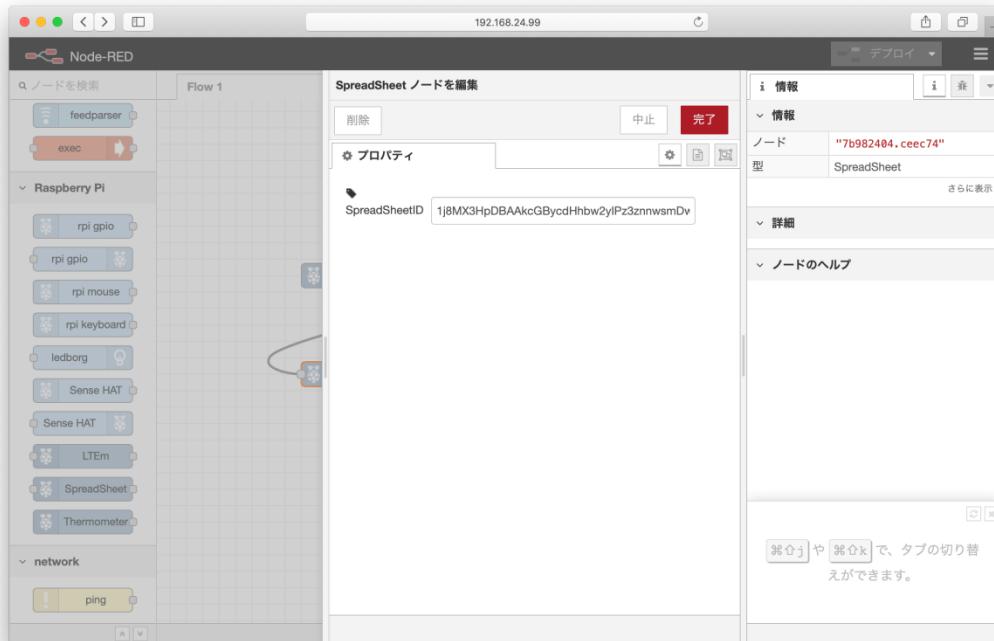 192.168.24.99
Node-RED
デプロイ
ノードを検索
feedparser
exec
Raspberry Pi
rpi gpio
rpi gpio
rpi mouse
rpi keyboard
ledborg
Sense HAT
Sense HAT
LTEm
SpreadSheet
Thermometer
network
ping
Flow 1
SpreadSheet ノードを編集
削除
中止
完了
プロパティ
SpreadSheetID
1j8MX3HpDBAAkcGBycdHhbw2ylPz3znnwsmDw
i 情報
i
情報
ノード
"7b982404.ceec74"
型
SpreadSheet
さらに表示
詳細
ノードのヘルプ
⌘⇧j や ⌘⇧k で、タブの切り替
えができます。